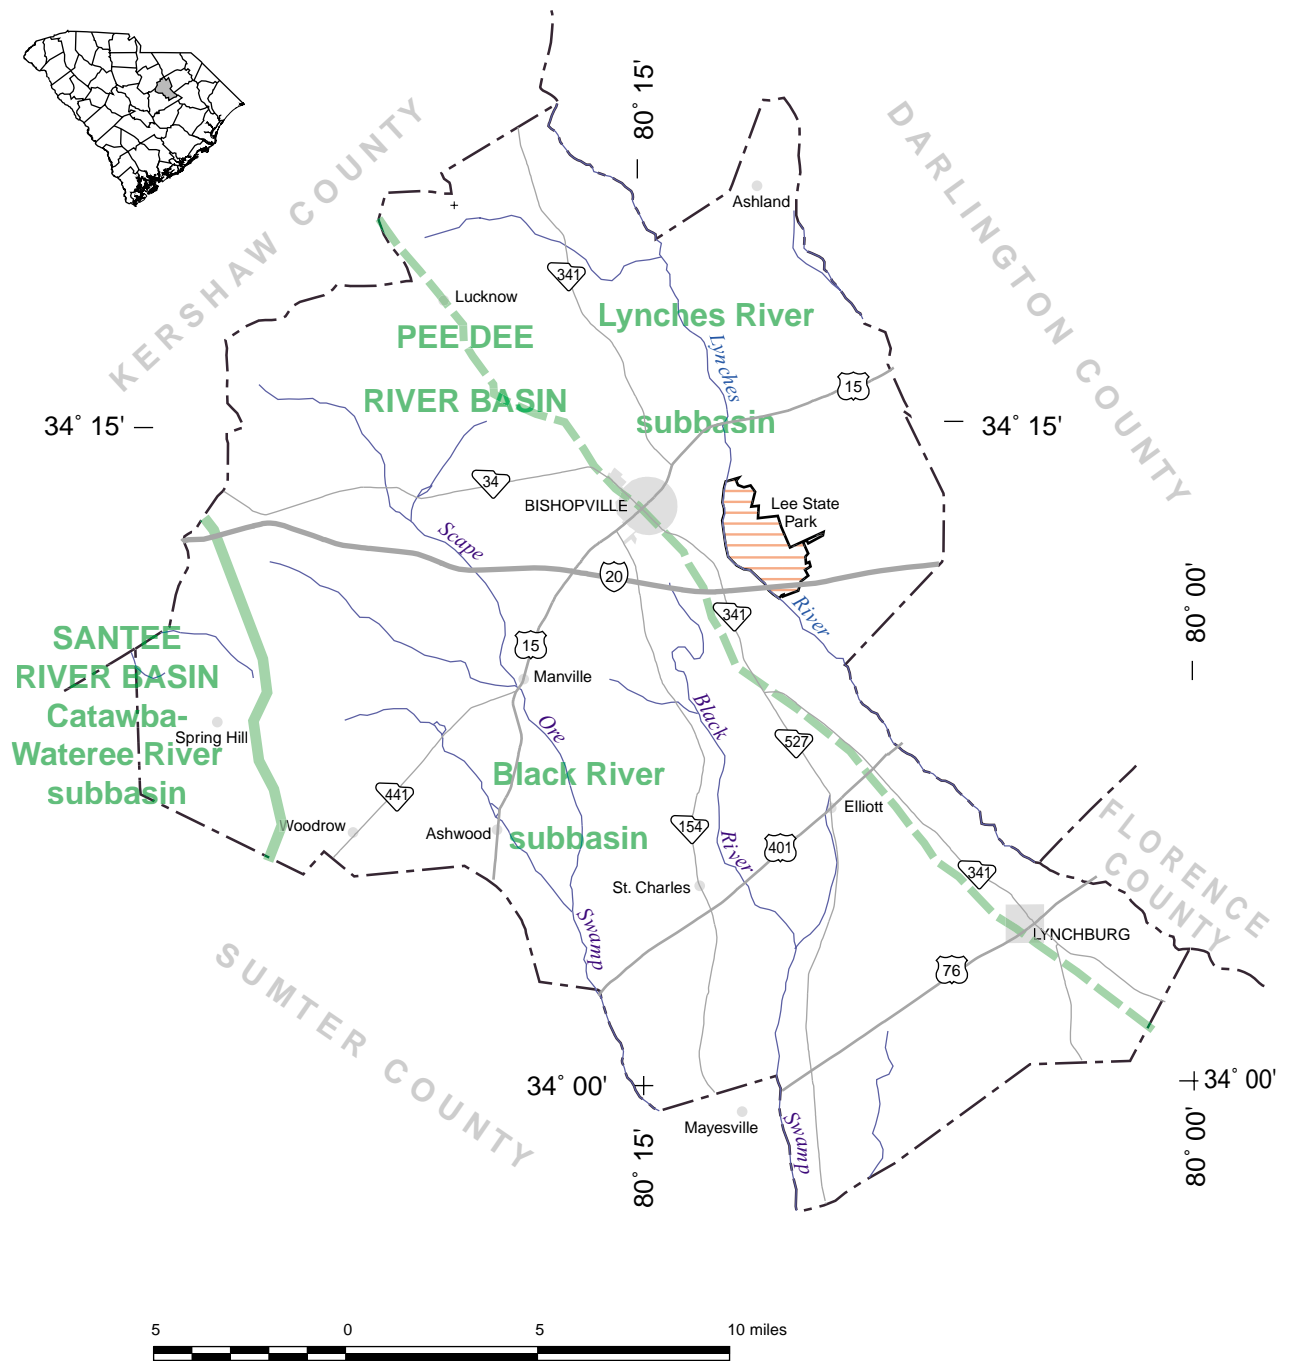 80° 15'
KERSHAW COUNTY
DARLINGTON COUNTY
Ashland
341
Lucknow
Lynches River
PEE DEE
Lynches
15
RIVER BASIN
subbasin
34° 15'
34° 15'
34
BISHOPVILLE
Lee State
Park
Scape
20
80° 00'
341
River
SANTEE
RIVER BASIN
Catawba-
Wateree River
subbasin
15
Manville
Spring Hill
Ore
Black
527
Black River
subbasin
441
Woodrow
Ashwood
154
River
401
Elliott
FLORENCE
COUNTY
341
St. Charles
Swamp
LYNCHBURG
76
SUMTER COUNTY
34° 00'
34° 00'
Mayesville
Swamp
80° 15'
80° 00'
5 0 5 10 miles